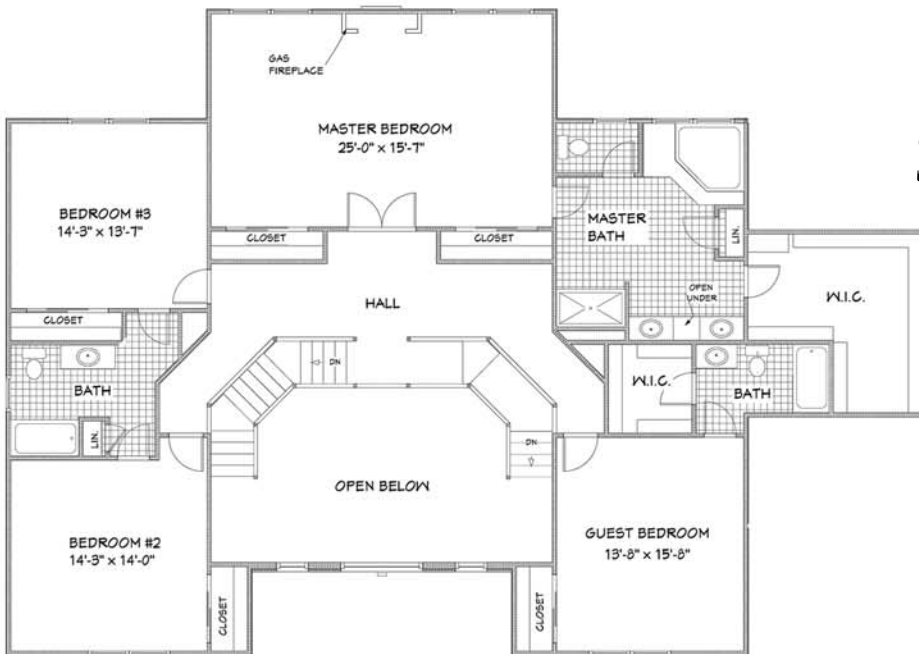 GAS
FIREPLACE
MASTER BEDROOM
25'-0" x 15'-7"
BEDROOM #3
14'-3" x 13'-7"
MASTER
BATH
LIN.
CLOSET
CLOSET
OPEN
UNDER
W.I.C.
HALL
CLOSET
DN
BATH
W.I.C.
BATH
LIN.
DN
OPEN BELOW
BEDROOM #2
14'-3" x 14'-0"
GUEST BEDROOM
13'-8" x 15'-8"
CLOSET
CLOSET